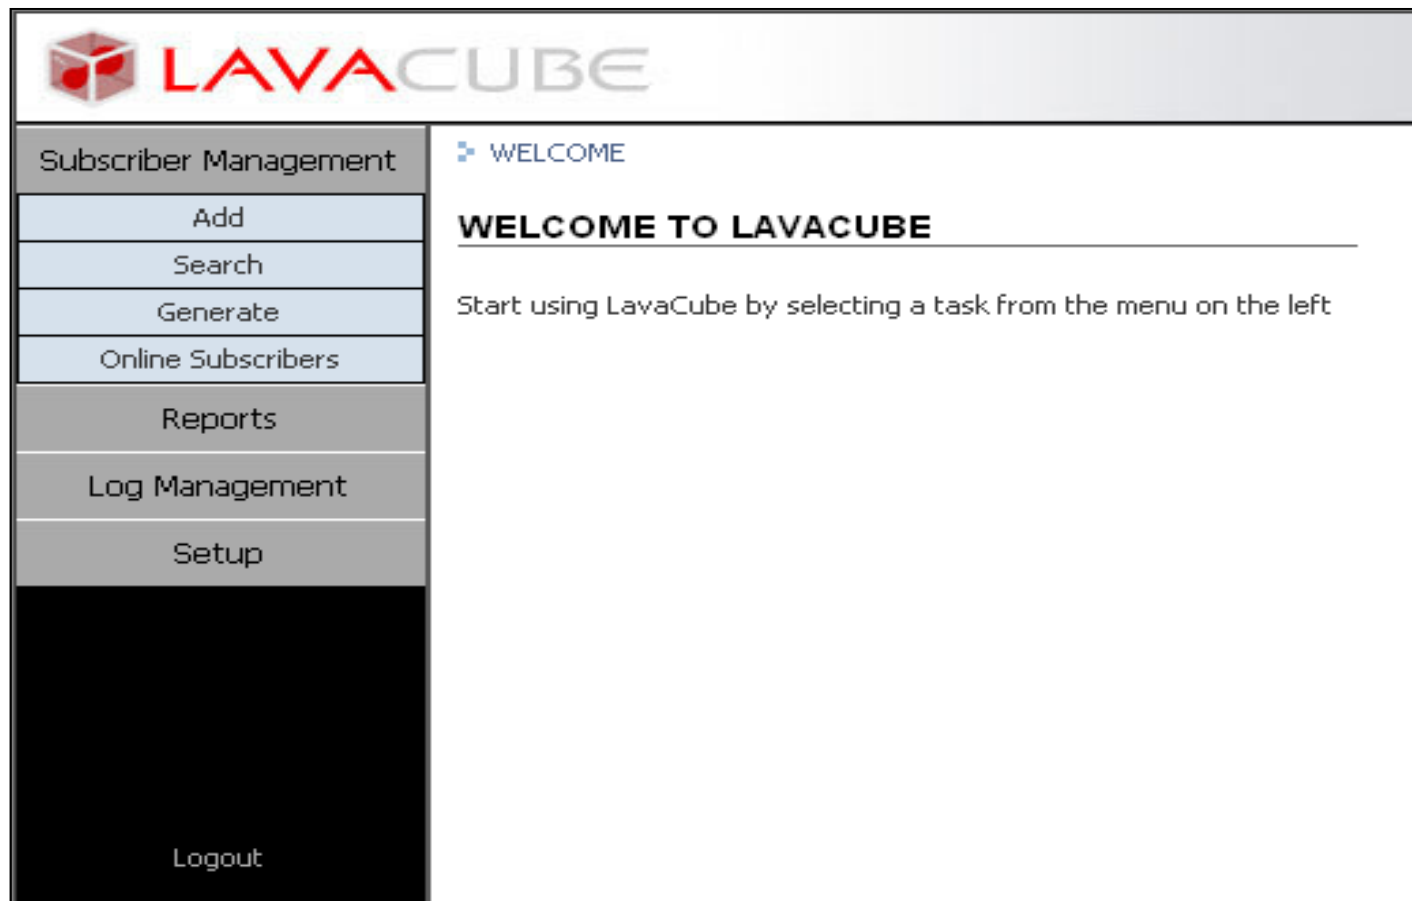 LAVACUBE
Subscriber Management
Add
Search
Generate
Online Subscribers
Reports
Log Management
Setup
Logout
WELCOME
WELCOME TO LAVACUBE
Start using LavaCube by selecting a task from the menu on the left